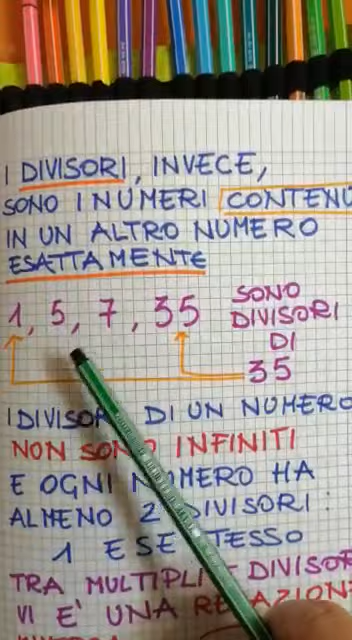 I DIVISORI, INVECE,
SONO I NUMERI CONTENU
IN UN ALTRO NUMERO
ESATTAMENTE
1, 5, 7, 35 SONO
DIVISORI
DI
35
I DIVISORI DI UN NUMERO
NON SONO INFINITI
E OGNI NUMERO HA
ALMENO 2 DIVISORI:
1 E SE STESSO
TRA MULTIPLI E DIVISOR
VI E' UNA RELAZION